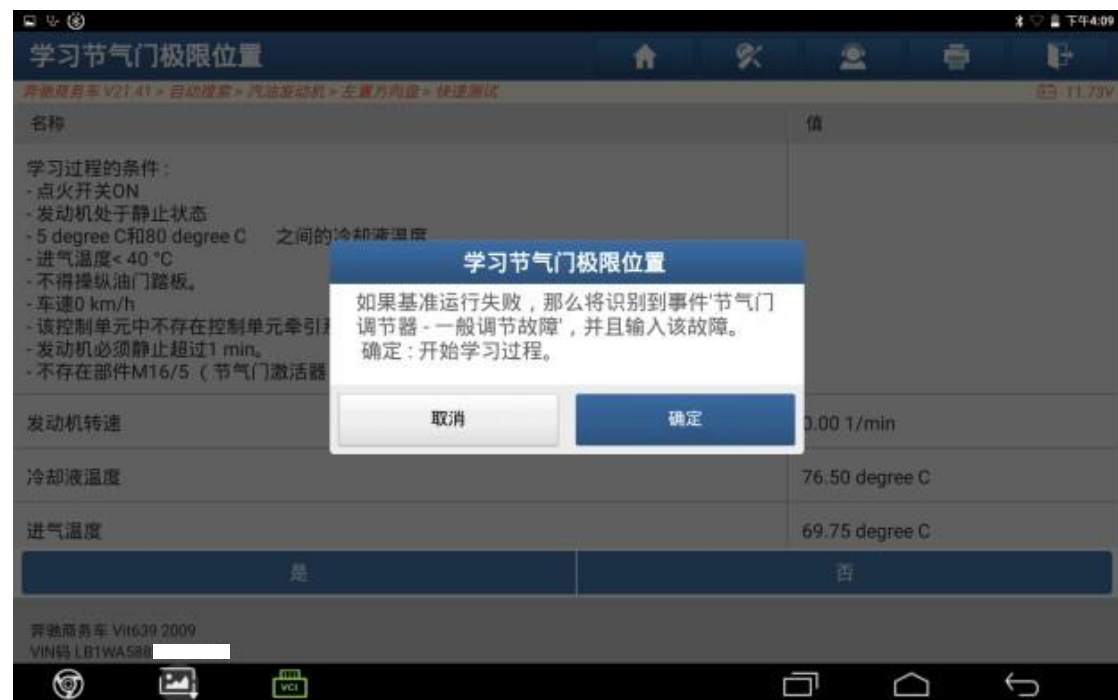 下午4:09
学习节气门极限位置
奔驰商务车 V21.41 > 自动搜索 > 汽油发动机 > 左置方向盘 > 快速测试
11.73V
名称
值
学习过程的条件：
- 点火开关ON
- 发动机处于静止状态
- 5 degree C和80 degree C 之间的冷却液温度
- 进气温度< 40 °C
- 不得操纵油门踏板。
- 车速0 km/h
- 该控制单元中不存在控制单元牵引
- 发动机必须静止超过1 min。
- 不存在部件M16/5（节气门激活器
学习节气门极限位置
如果基准运行失败，那么将识别到事件'节气门
调节器 - 一般调节故障'，并且输入该故障。
确定：开始学习过程。
取消
确定
发动机转速
0.00 1/min
冷却液温度
76.50 degree C
进气温度
69.75 degree C
是
否
奔驰商务车 Vit639 2009
VIN码 LB1WA588
VCI